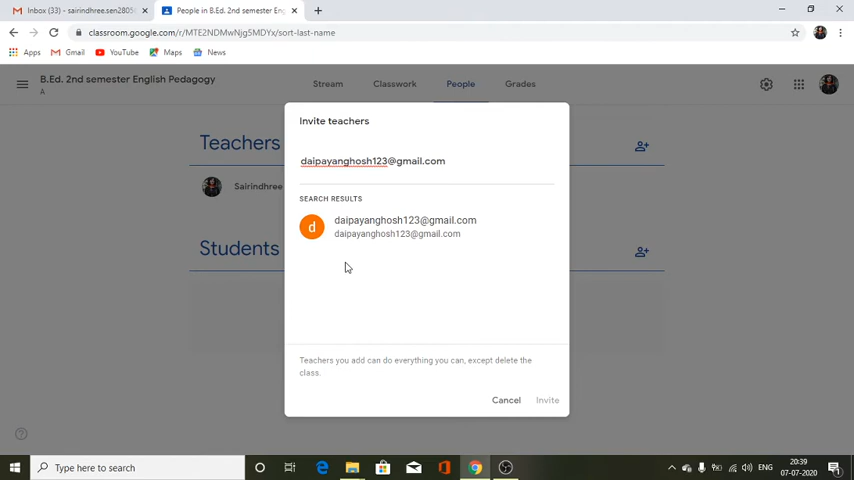 Inbox (33) - sairindhree.sen2805
People in B.Ed. 2nd semester Eng
classroom.google.com/r/MTE2NDMwNjg5MDYx/sort-last-name
Apps Gmail YouTube Maps News
B.Ed. 2nd semester English Pedagogy
A
Stream Classwork People Grades
Invite teachers
daipayanghosh123@gmail.com
SEARCH RESULTS
d
daipayanghosh123@gmail.com
daipayanghosh123@gmail.com
Teachers
Sairindhree
Students
Teachers you add can do everything you can, except delete the
class.
Cancel Invite
Type here to search
ENG
20:39
07-07-2020